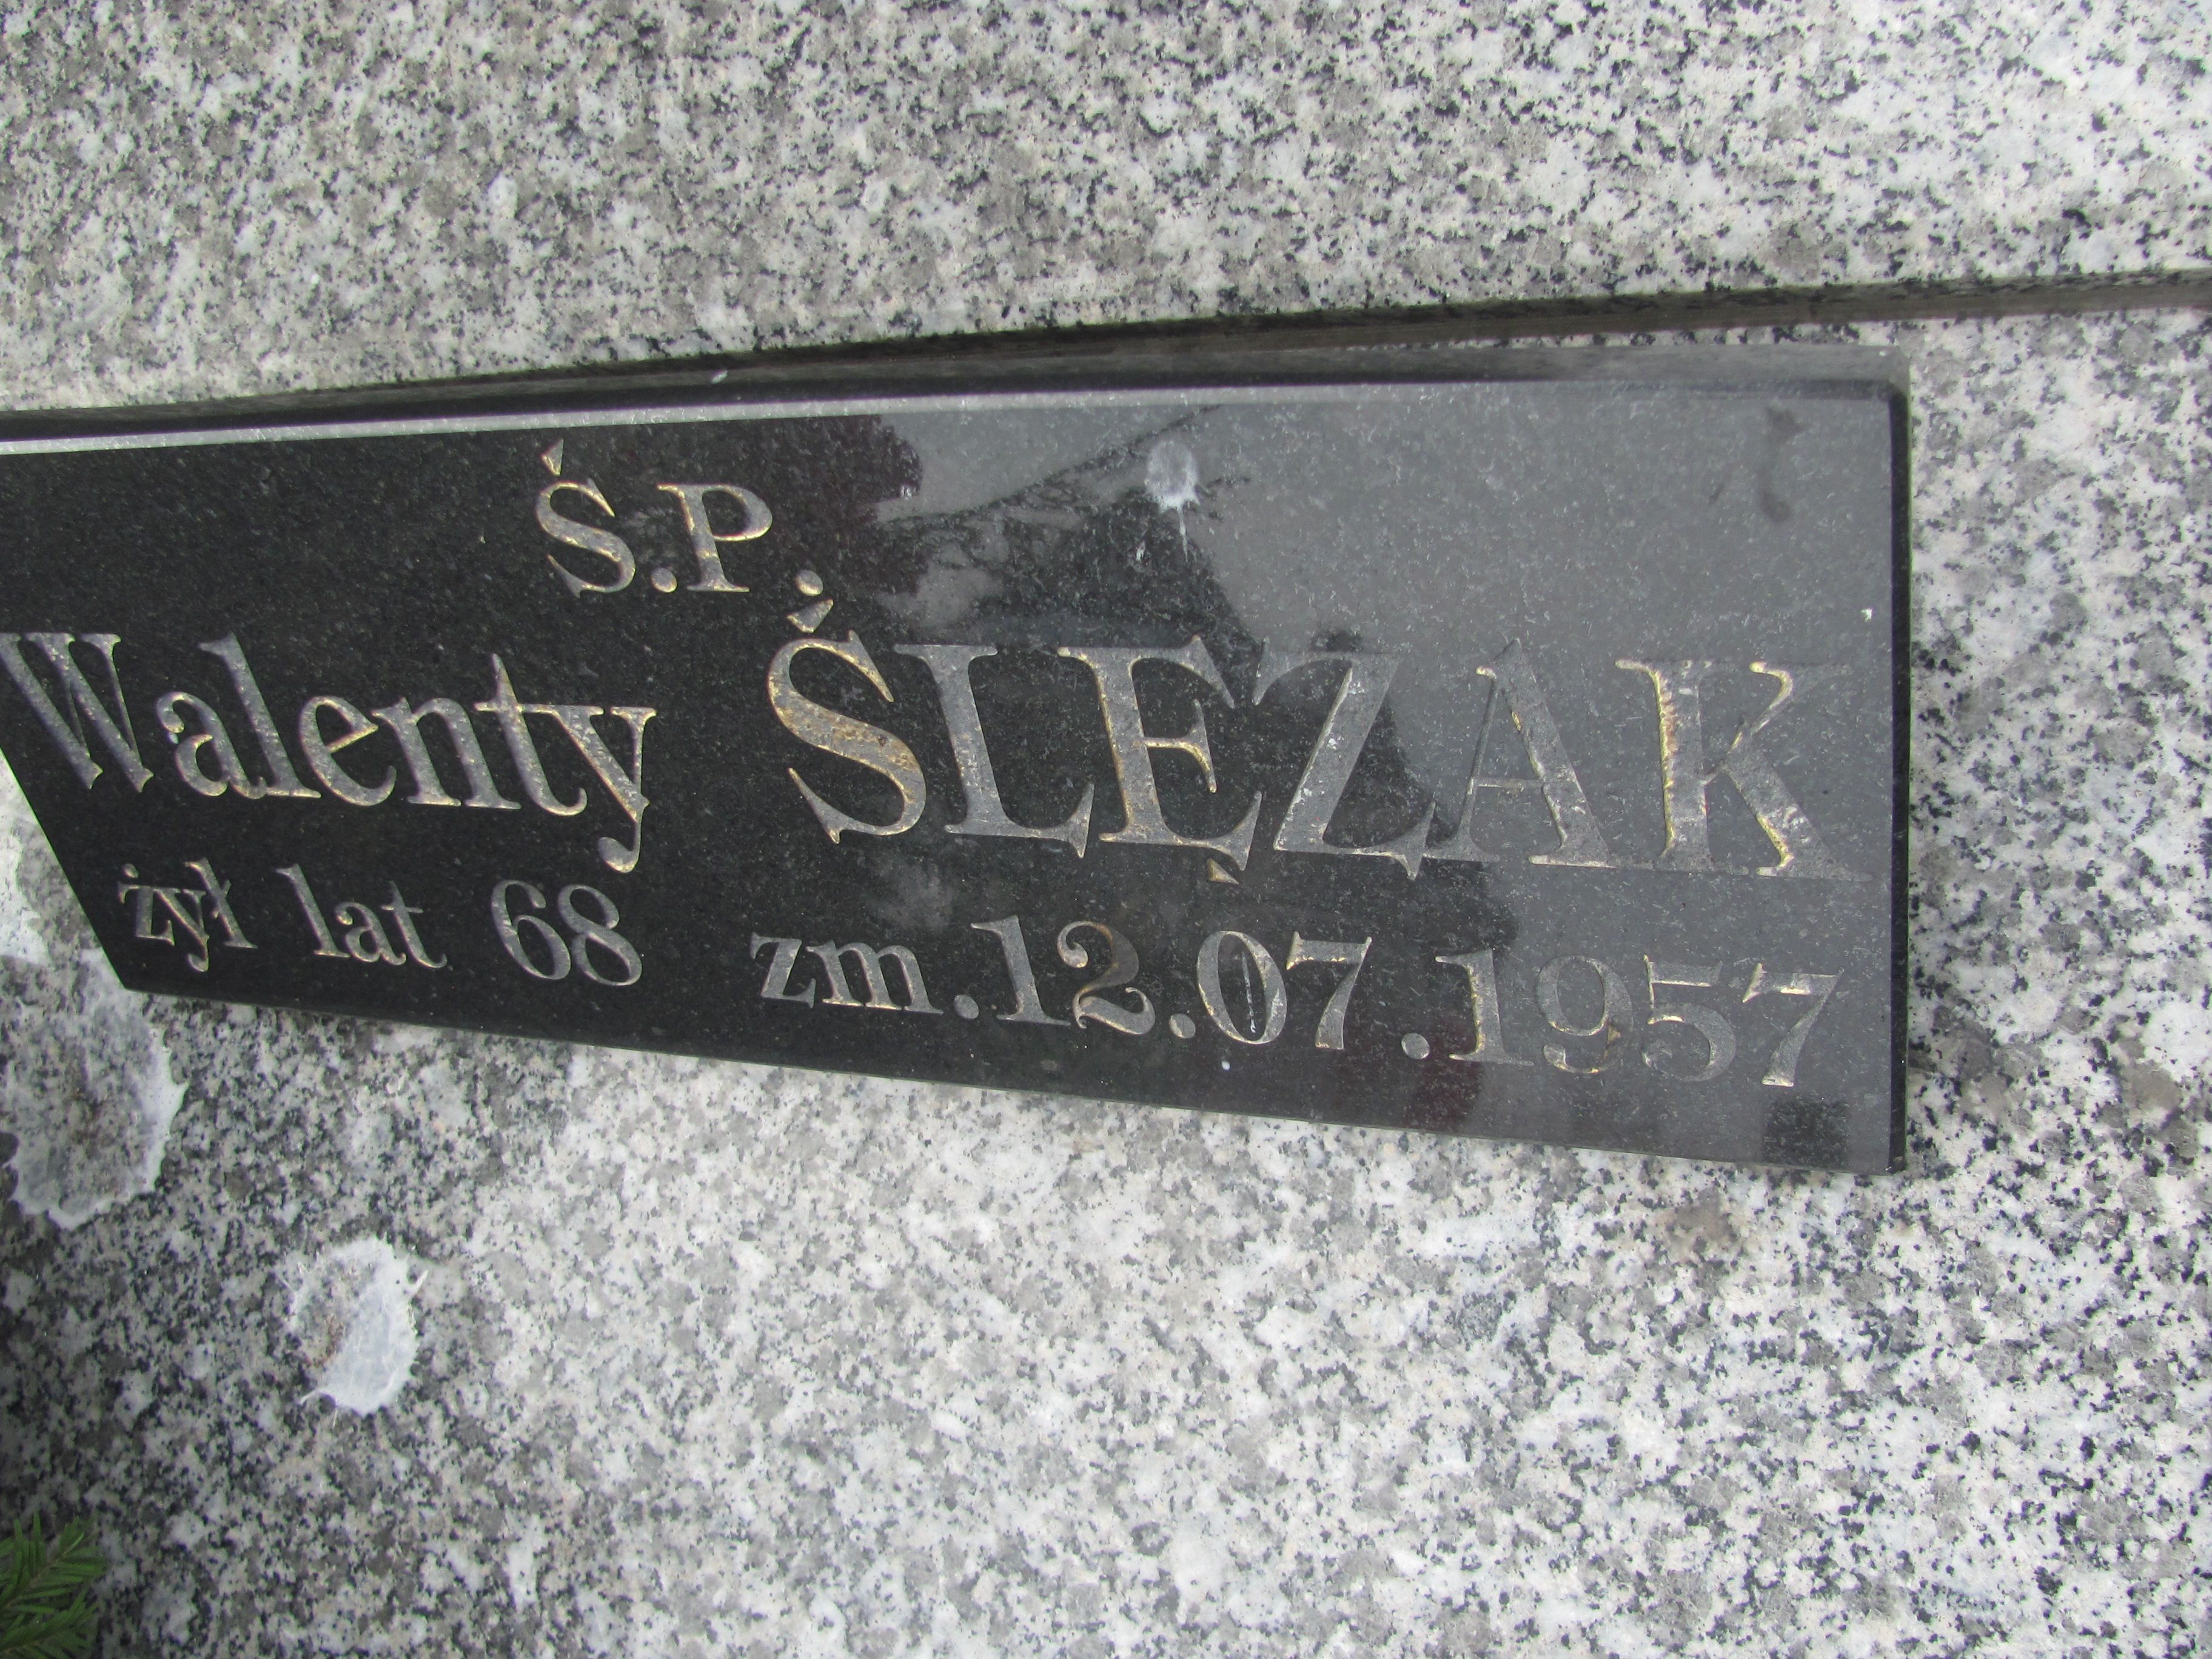 Ś.P.
Walenty ŚLĘZAK
żył lat 68 zm.12.07.1957